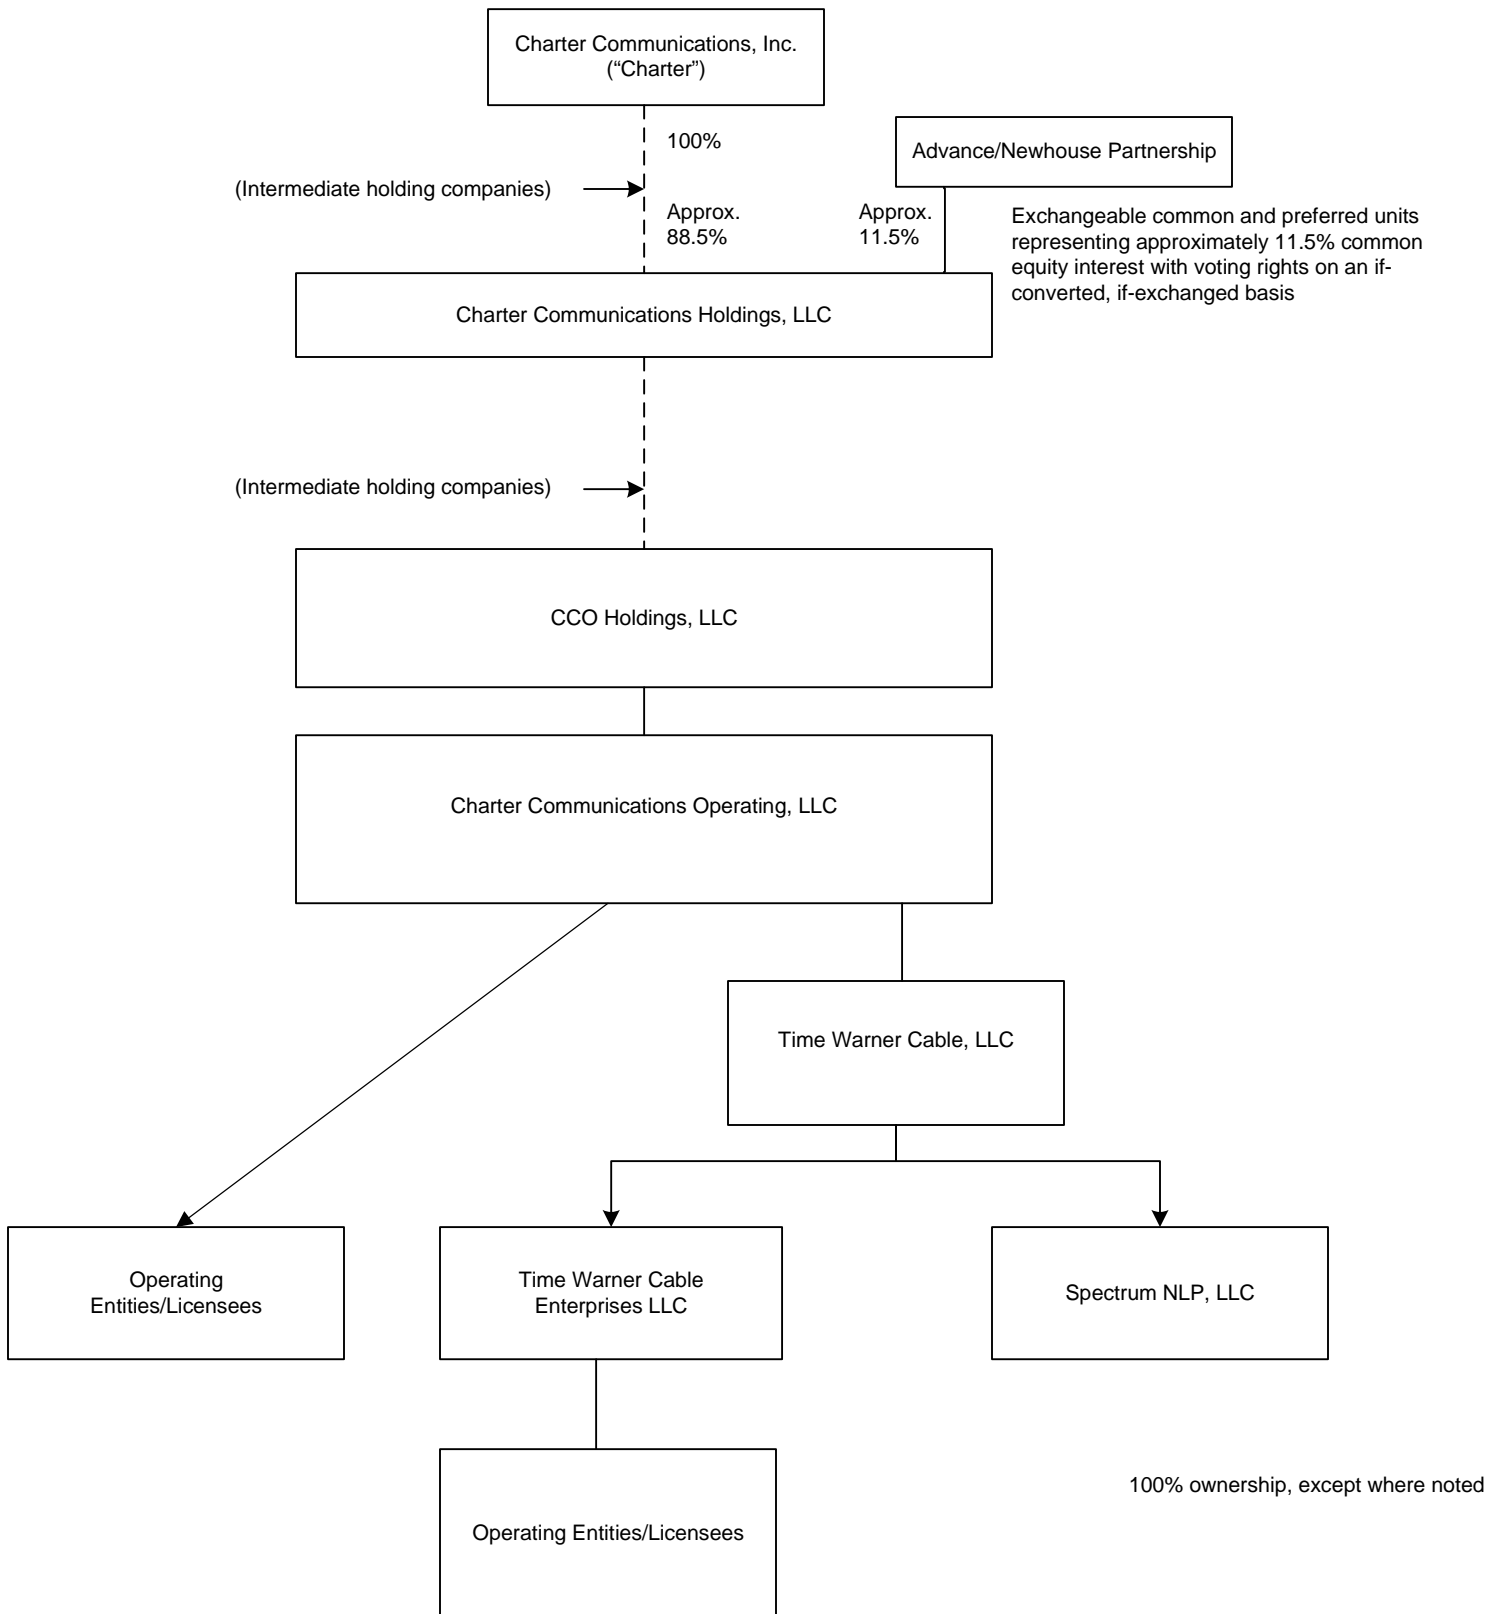 Charter Communications, Inc.
(“Charter”)
100%
Advance/Newhouse Partnership
(Intermediate holding companies)
Approx.
88.5%
Approx.
11.5%
Exchangeable common and preferred units
representing approximately 11.5% common
equity interest with voting rights on an if-
converted, if-exchanged basis
Charter Communications Holdings, LLC
(Intermediate holding companies)
CCO Holdings, LLC
Charter Communications Operating, LLC
Time Warner Cable, LLC
Operating
Entities/Licensees
Time Warner Cable
Enterprises LLC
Spectrum NLP, LLC
100% ownership, except where noted
Operating Entities/Licensees